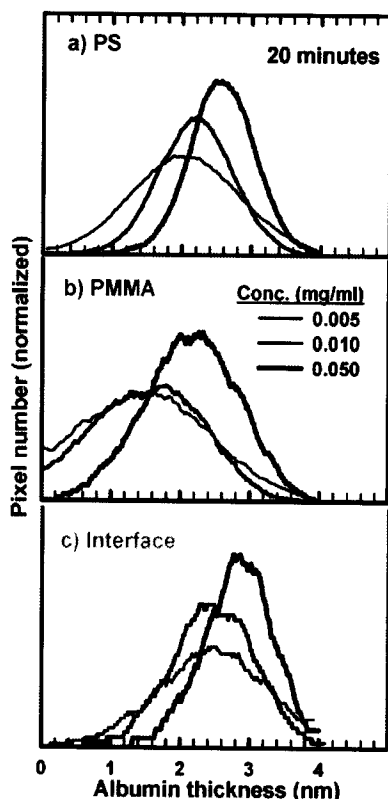 a) PS
20 minutes
Pixel number (normalized)
b) PMMA
Conc. (mg/ml)
0.005
0.010
0.050
c) Interface
0 1 2 3 4 5
Albumin thickness (nm)